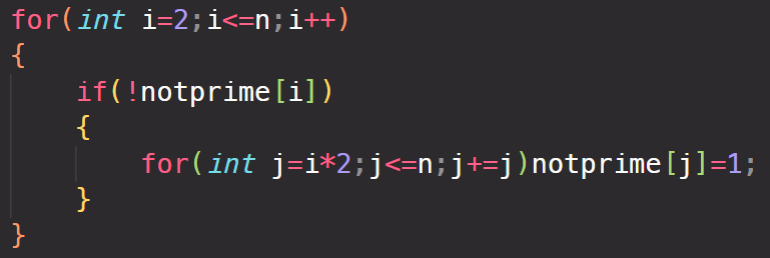 for(int i=2;i<=n;i++)
{
    if(!notprime[i])
    {
        for(int j=i*2;j<=n;j+=j)notprime[j]=1;
    }
}